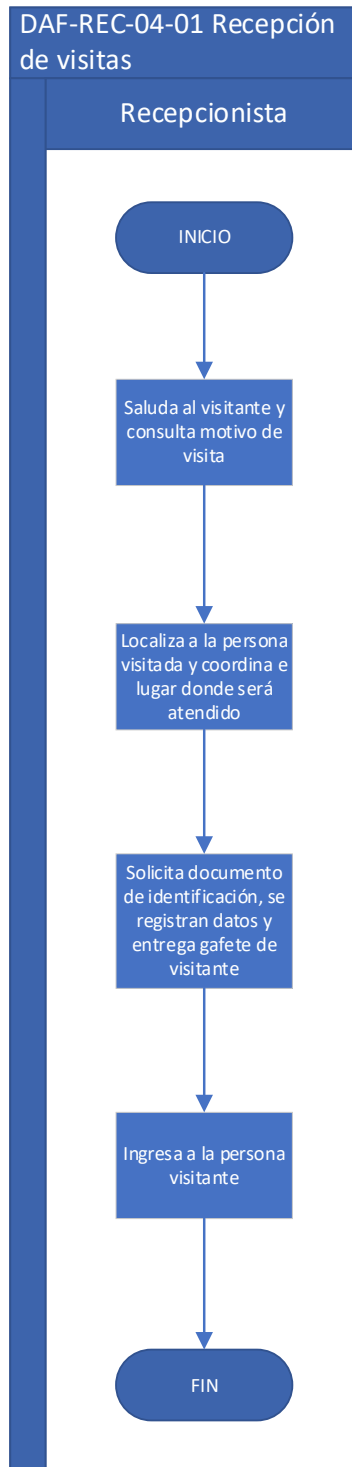 DAF-REC-04-01 Recepción
de visitas
Recepcionista
INICIO
Saluda al visitante y
consulta motivo de
visita
Localiza a la persona
visitada y coordina e
lugar donde será
atendido
Solicita documento
de identificación, se
registran datos y
entrega gafete de
visitante
Ingresa a la persona
visitante
FIN